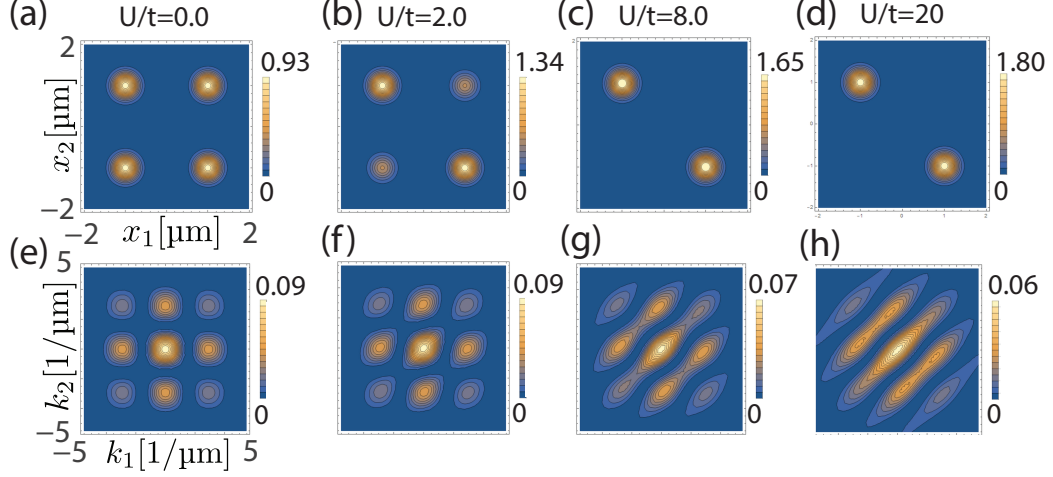 (a) U/t=0.0 (b) U/t=2.0 (c) U/t=8.0 (d) U/t=20
2 0.93 1.34 1.65 1.80
x₂[µm]
−2 0 0 0 0
−2 x₁[µm] 2
(e) (f) (g) (h)
5 0.09 0.09 0.07 0.06
k₂[1/µm]
−5 0 0 0 0
−5 k₁[1/µm] 5